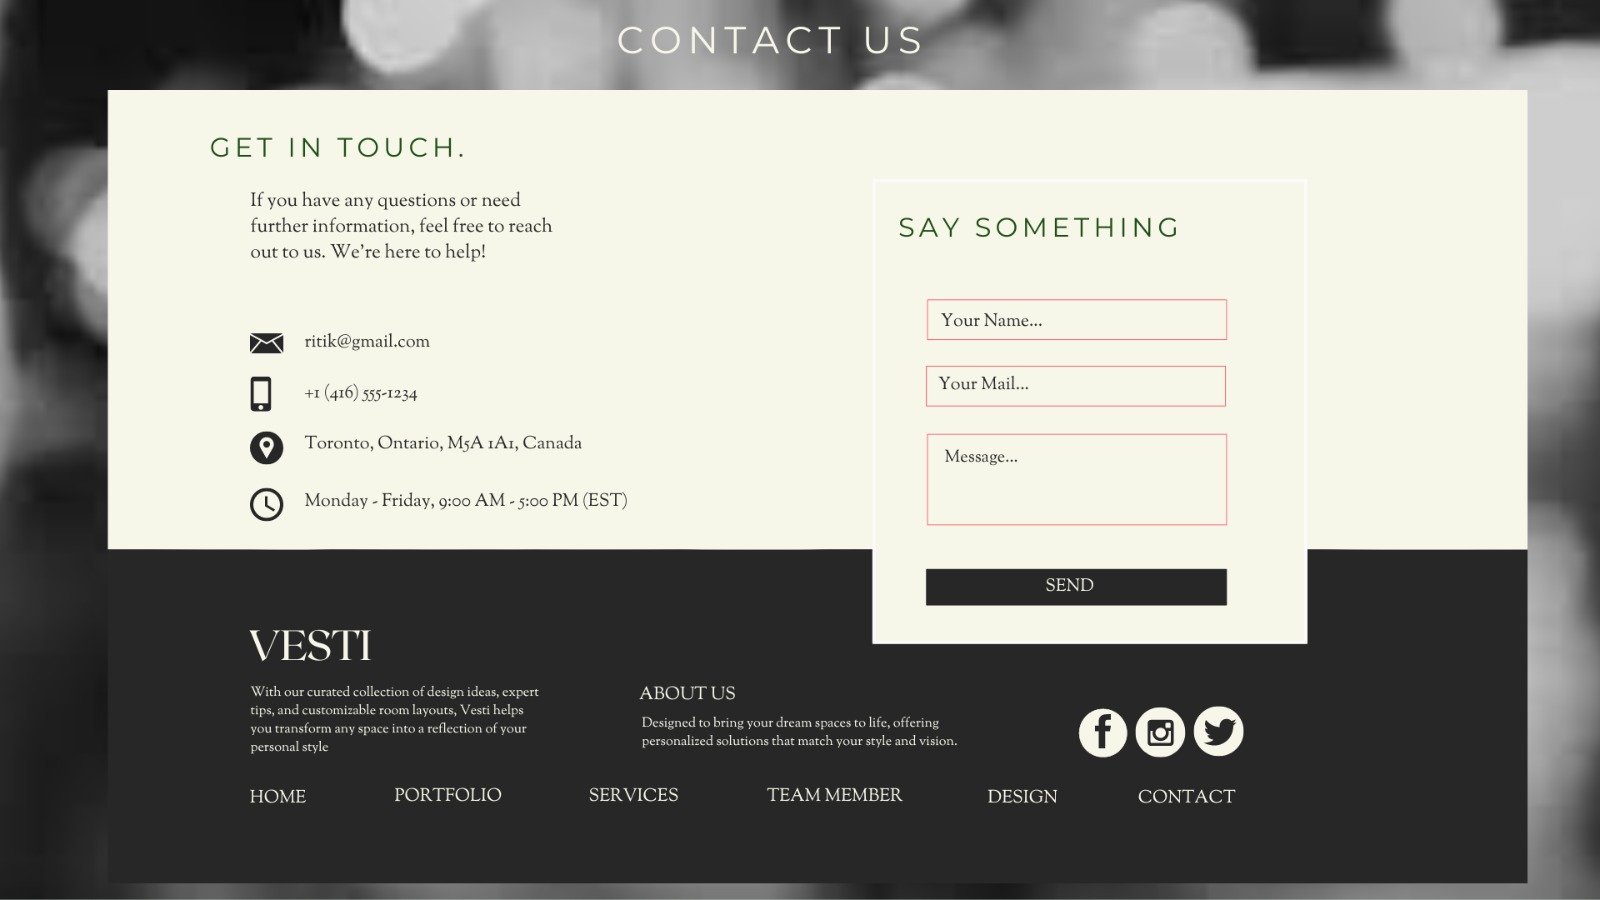 CONTACT US
GET IN TOUCH.
If you have any questions or need
further information, feel free to reach
out to us. We're here to help!
ritik@gmail.com
+1 (416) 555-1234
Toronto, Ontario, M5A 1A1, Canada
Monday - Friday, 9:00 AM - 5:00 PM (EST)
SAY SOMETHING
Your Name...
Your Mail...
Message...
SEND
VESTI
With our curated collection of design ideas, expert
tips, and customizable room layouts, Vesti helps
you transform any space into a reflection of your
personal style
ABOUT US
Designed to bring your dream spaces to life, offering
personalized solutions that match your style and vision.
HOME
PORTFOLIO
SERVICES
TEAM MEMBER
DESIGN
CONTACT